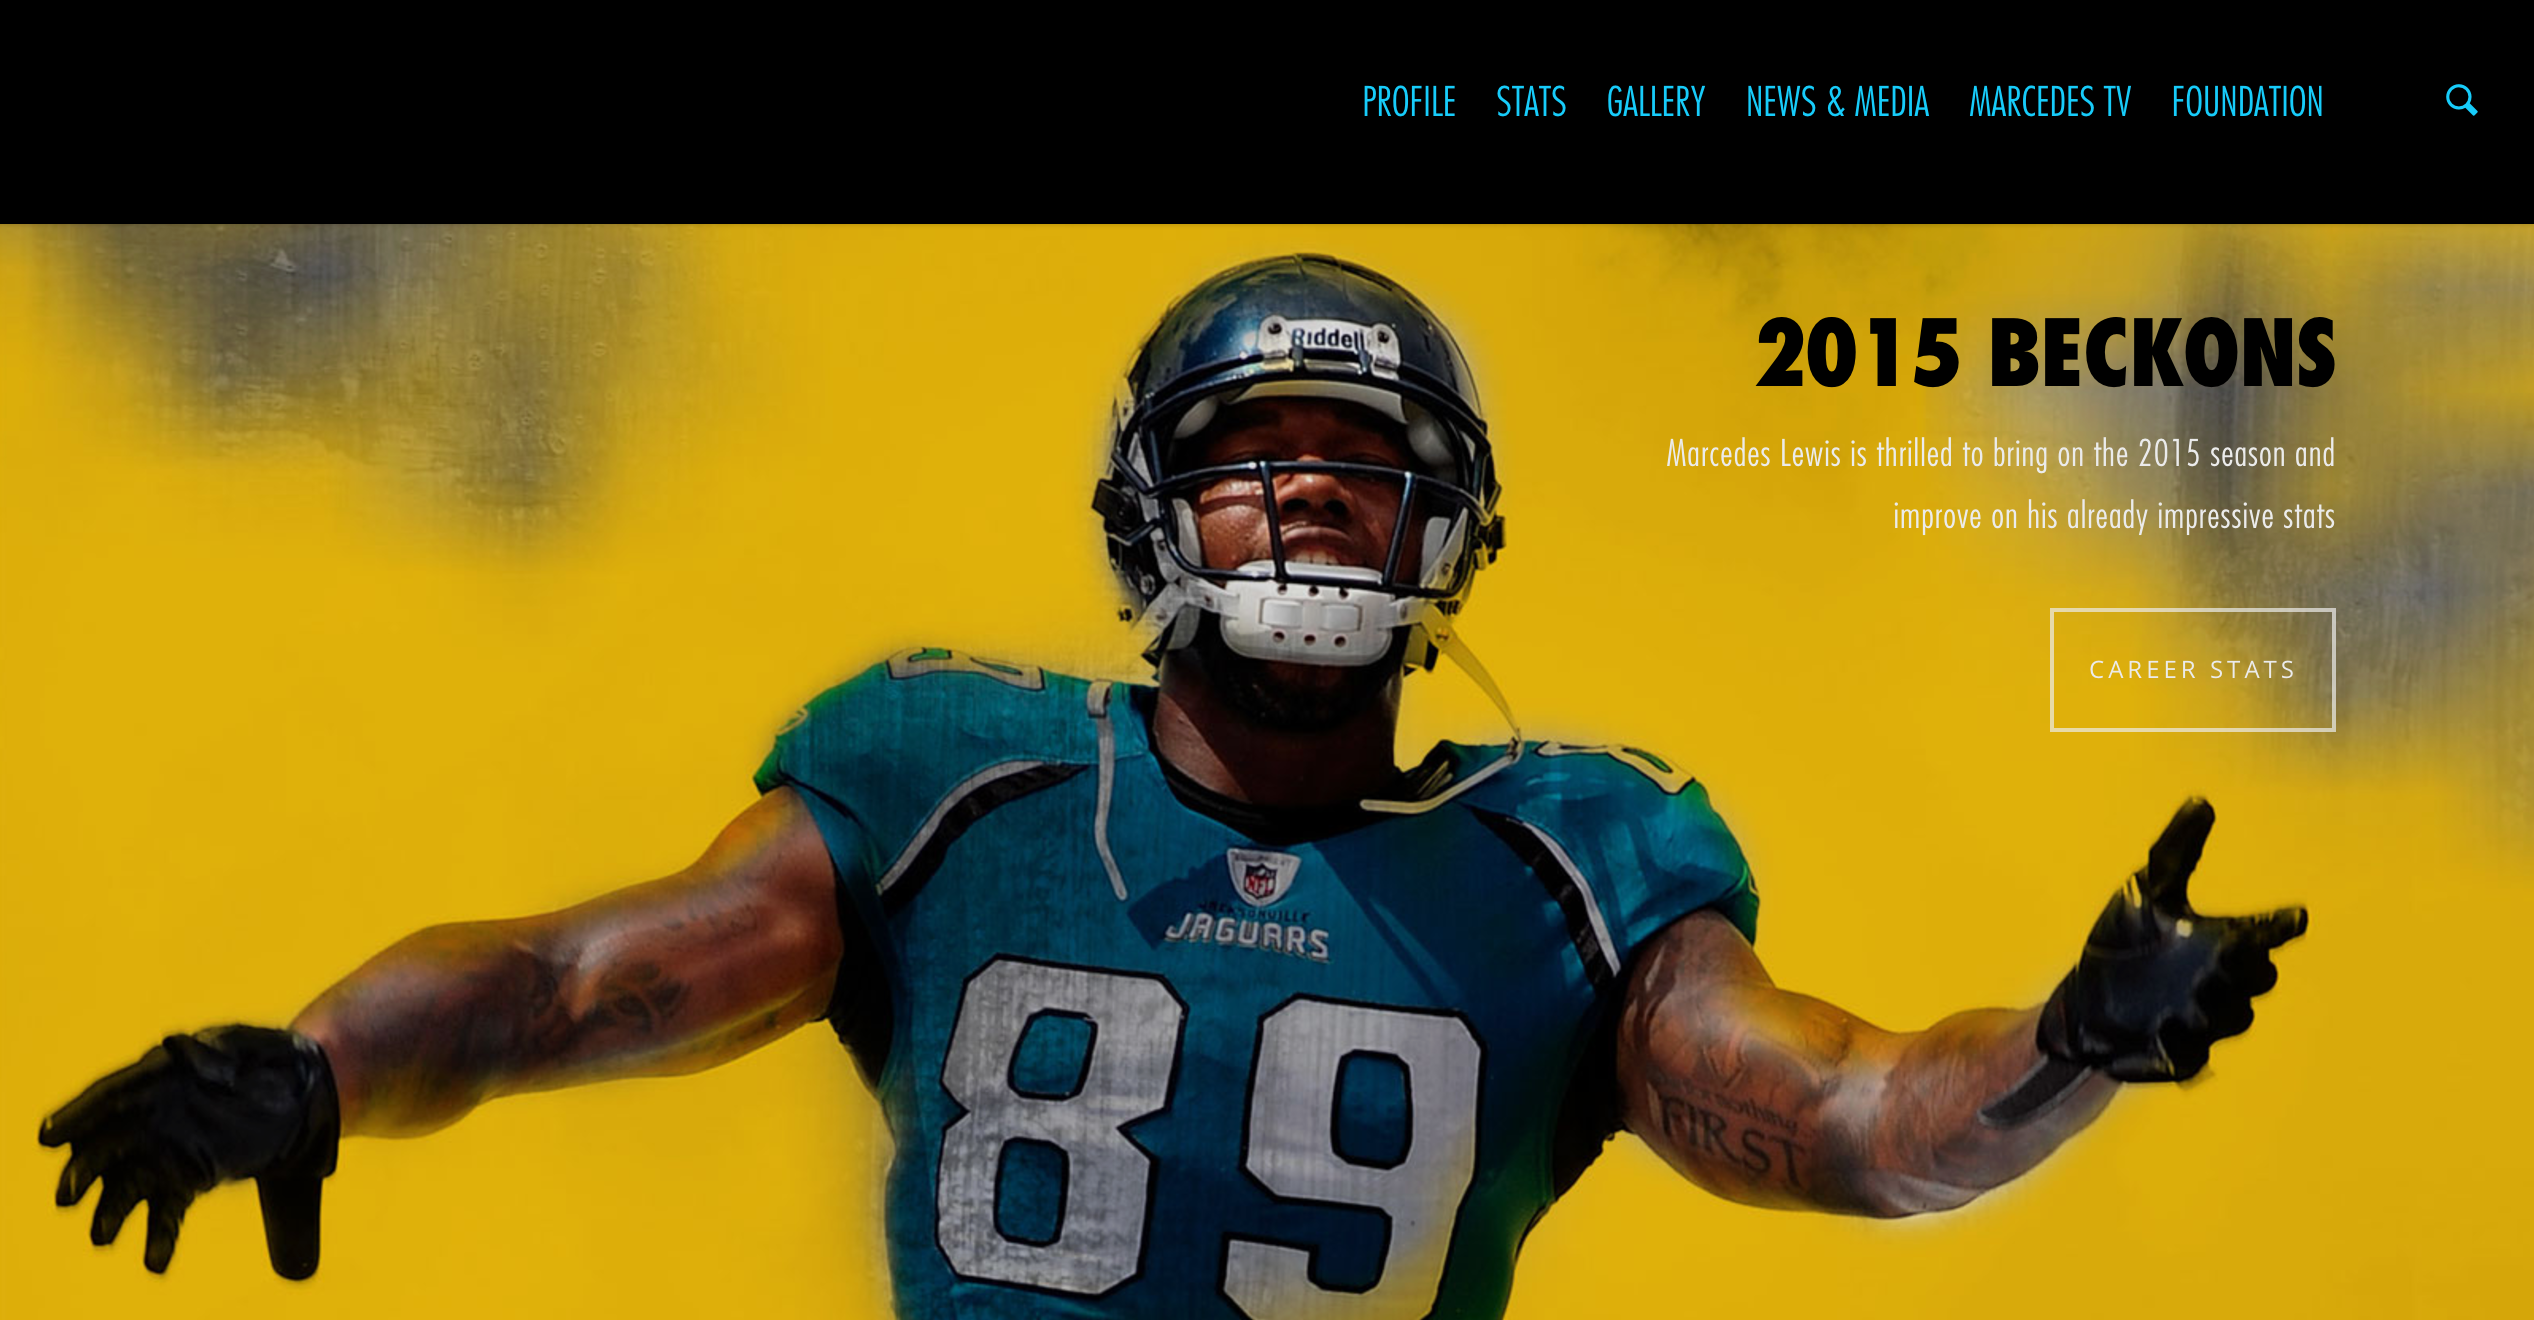 PROFILE STATS GALLERY NEWS & MEDIA MARCEDES TV FOUNDATION
2015 BECKONS
Marcedes Lewis is thrilled to bring on the 2015 season and
improve on his already impressive stats
CAREER STATS
Riddell
NFL
JACKSONVILLE
JAGUARS
89
FIRST